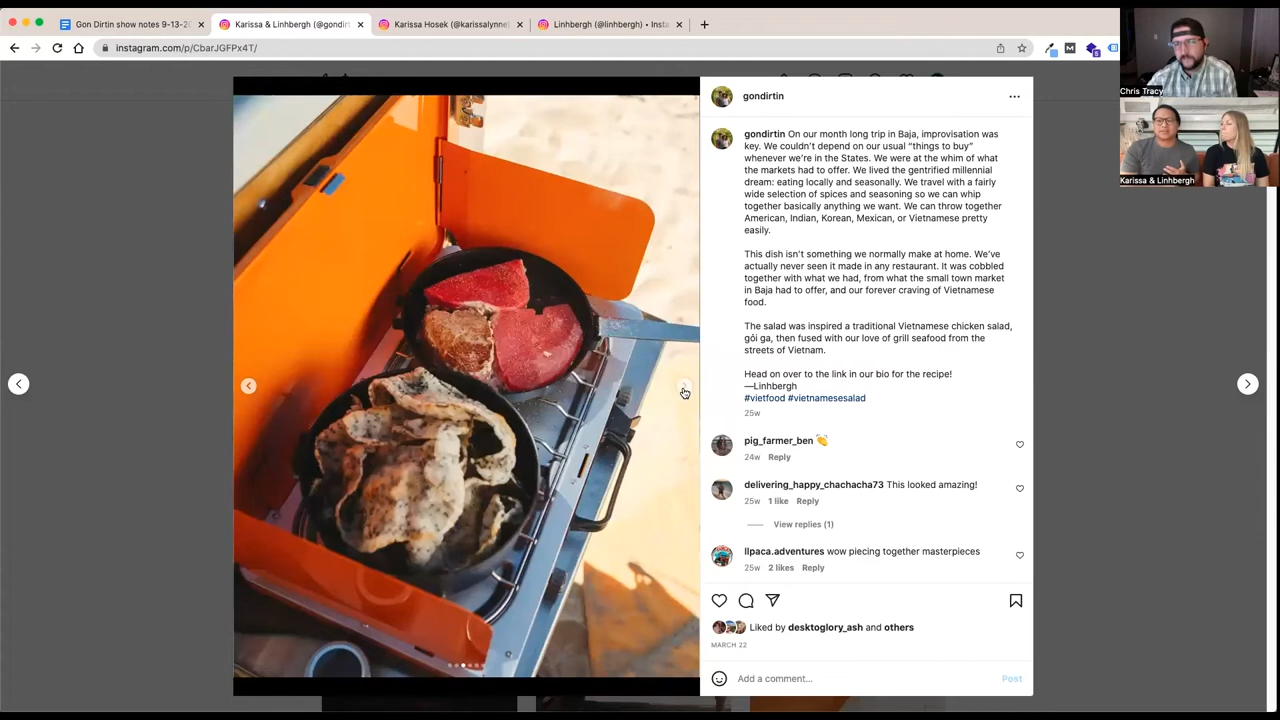 Gon Dirtin show notes 9-13-20
Karissa & Linhbergh (@gondirt
Karissa Hosek (@karissalynne
Linhbergh (@linhbergh) • Insta
instagram.com/p/CbarJGFPx4T/
Chris Tracy
Karissa & Linhbergh
gondirtin
gondirtin On our month long trip in Baja, improvisation was
key. We couldn't depend on our usual "things to buy"
whenever we're in the States. We were at the whim of what
the markets had to offer. We lived the gentrified millennial
dream: eating locally and seasonally. We travel with a fairly
wide selection of spices and seasoning so we can whip
together basically anything we want. We can throw together
American, Indian, Korean, Mexican, or Vietnamese pretty
easily.
This dish isn't something we normally make at home. We've
actually never seen it made in any restaurant. It was cobbled
together with what we had, from what the small town market
in Baja had to offer, and our forever craving of Vietnamese
food.
The salad was inspired a traditional Vietnamese chicken salad,
gỏi ga, then fused with our love of grill seafood from the
streets of Vietnam.
Head on over to the link in our bio for the recipe!
—Linhbergh
#vietfood #vietnamesesalad
25w
pig_farmer_ben 👏
24w Reply
delivering_happy_chachacha73 This looked amazing!
25w 1 like Reply
View replies (1)
llpaca.adventures wow piecing together masterpieces
25w 2 likes Reply
Liked by desktoglory_ash and others
MARCH 22
Add a comment...
Post